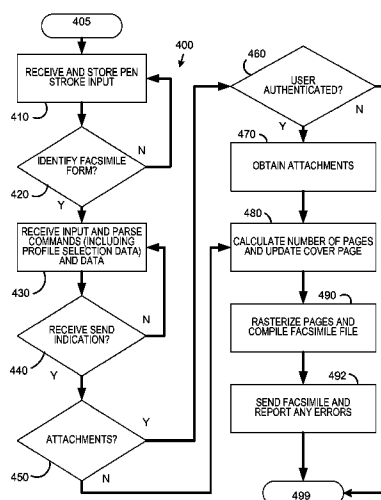 405
400
RECEIVE AND STORE PEN
STROKE INPUT
410
IDENTIFY FACSIMILE
FORM?
N
420
Y
RECEIVE INPUT AND PARSE
COMMANDS (INCLUDING
PROFILE SELECTION DATA)
AND DATA
430
RECEIVE SEND
INDICATION?
N
440
Y
ATTACHMENTS?
Y
450
N
460
USER
AUTHENTICATED?
Y
N
470
OBTAIN ATTACHMENTS
480
CALCULATE NUMBER OF PAGES
AND UPDATE COVER PAGE
490
RASTERIZE PAGES AND
COMPILE FACSIMILE FILE
492
SEND FACSIMILE AND
REPORT ANY ERRORS
499